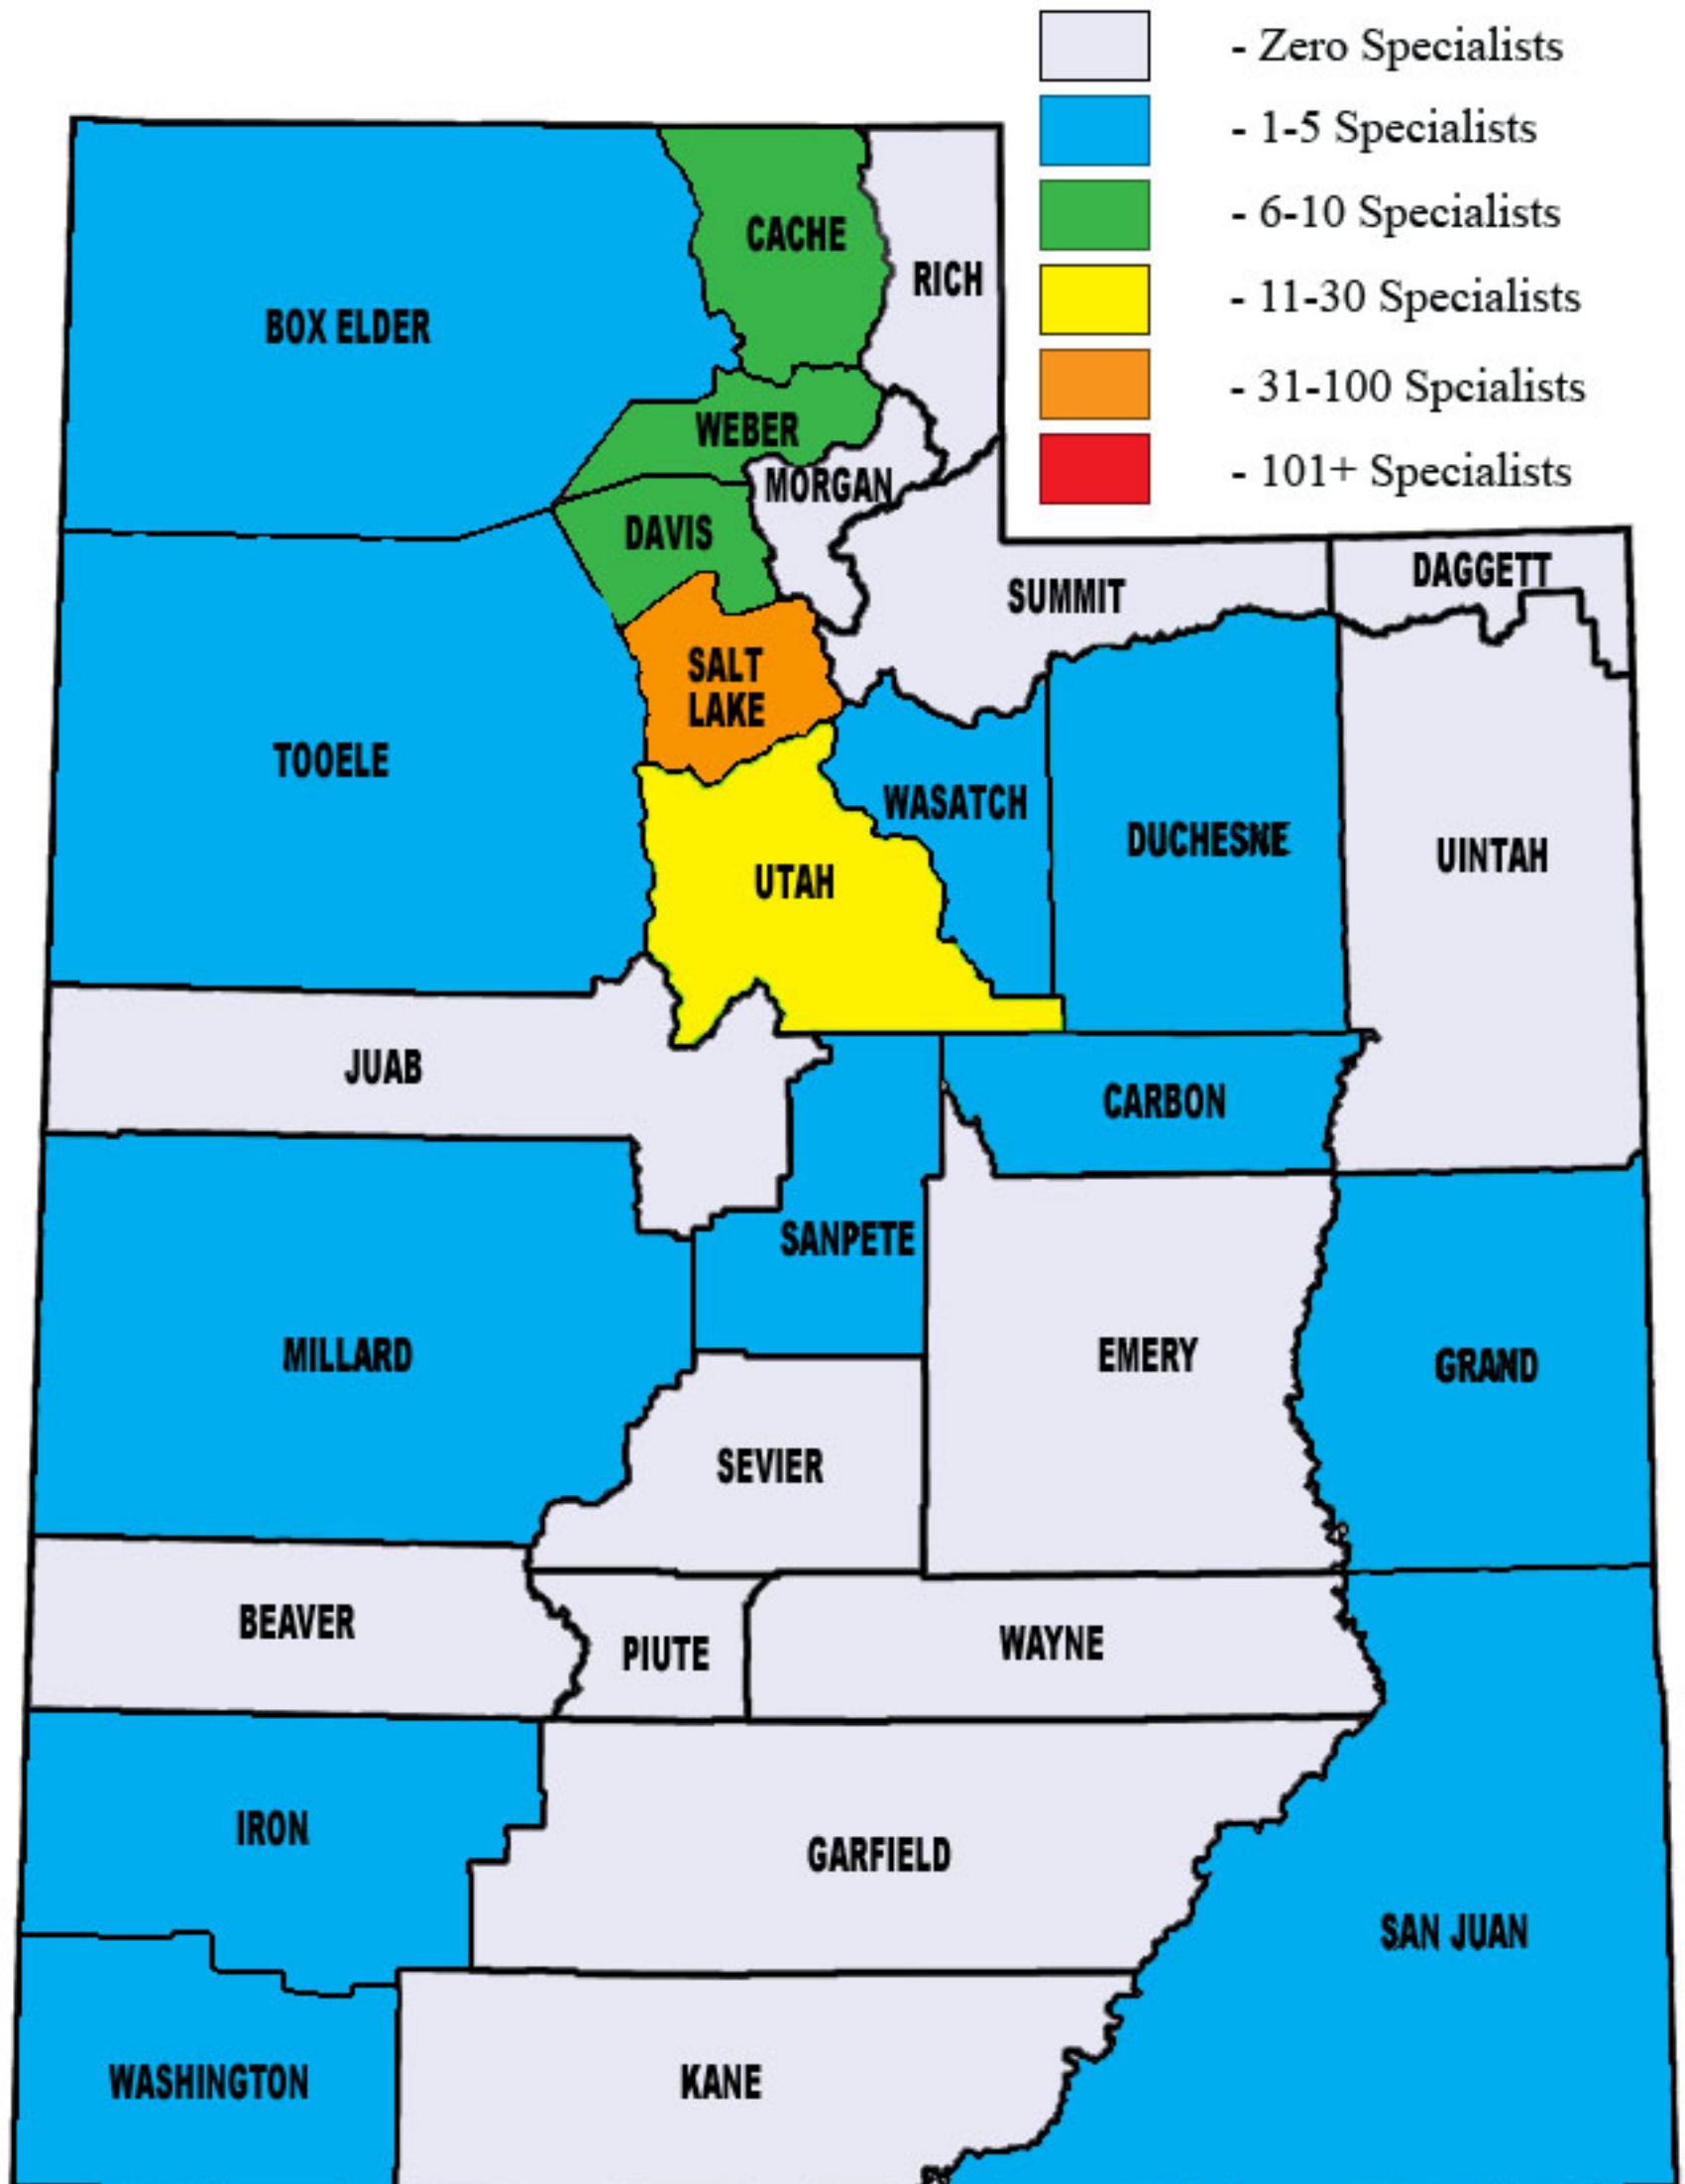 - Zero Specialists
- 1-5 Specialists
- 6-10 Specialists
- 11-30 Specialists
- 31-100 Spcialists
- 101+ Specialists
CACHE
RICH
BOX ELDER
WEBER
MORGAN
DAVIS
DAGGETT
SUMMIT
SALT
LAKE
TOOELE
WASATCH
DUCHESNE
UINTAH
UTAH
JUAB
CARBON
SANPETE
MILLARD
EMERY
GRAND
SEVIER
BEAVER
PIUTE
WAYNE
IRON
GARFIELD
SAN JUAN
WASHINGTON
KANE